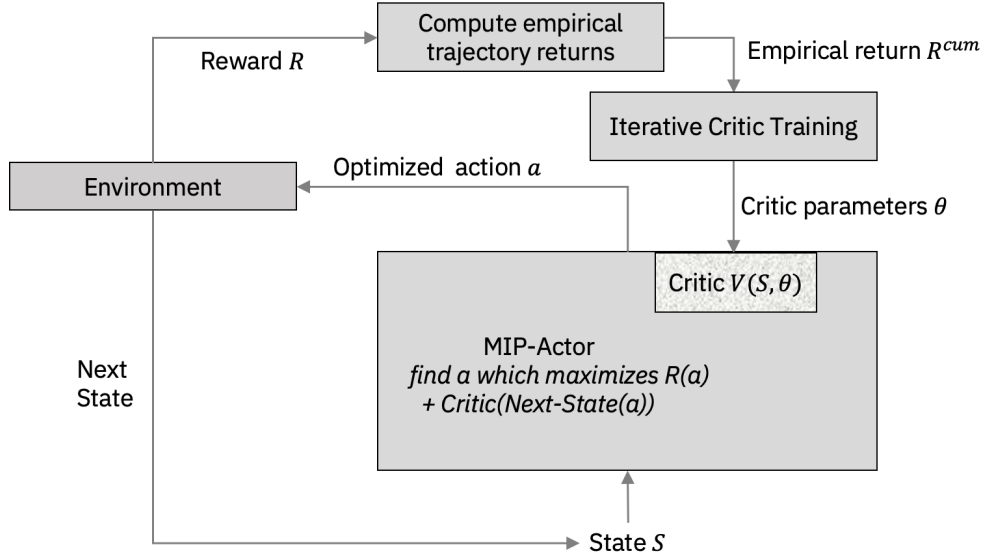 Compute empirical
trajectory returns
Reward R
Empirical return R^{cum}
Iterative Critic Training
Environment
Optimized action a
Critic parameters θ
Critic V(S, θ)
MIP-Actor
find a which maximizes R(a)
+ Critic(Next-State(a))
Next
State
State S